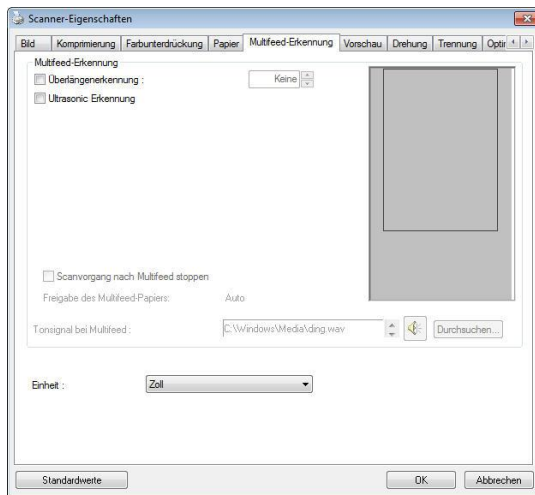 Scanner-Eigenschaften
Bild Komprimierung Farbunterdrückung Papier Multifeed-Erkennung Vorschau Drehung Trennung Optir
Multifeed-Erkennung
Überlängenerkennung : Keine
Ultrasonic Erkennung
Scanvorgang nach Multifeed stoppen
Freigabe des Multifeed-Papiers: Auto
Tonsignal bei Multifeed : C:\Windows\Media\ding.wav Durchsuchen...
Einheit : Zoll
Standardwerte OK Abbrechen